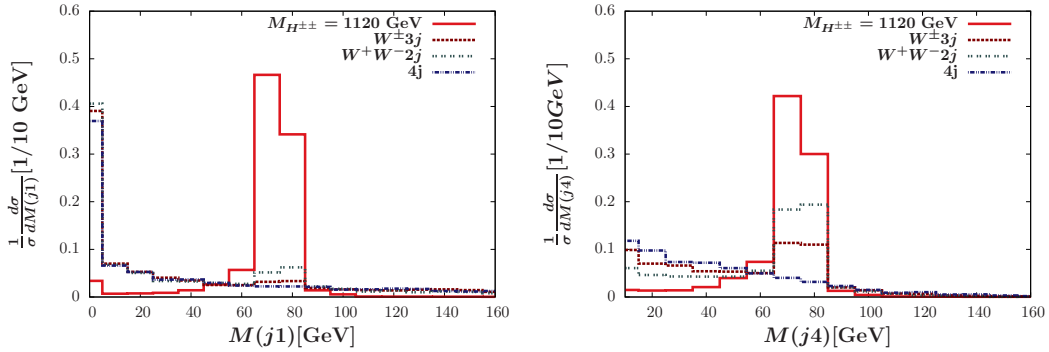 0.6
0.5
0.4
0.3
0.2
0.1
0
0 20 40 60 80 100 120 140 160
M(j1)[GeV]
1/σ dσ/dM(j1) [1/10 GeV]
M_{H^{±±}} = 1120 GeV
W^±3j
W^+W^-2j
4j
0.6
0.5
0.4
0.3
0.2
0.1
0
20 40 60 80 100 120 140 160
M(j4)[GeV]
1/σ dσ/dM(j4) [1/10GeV]
M_{H^{±±}} = 1120 GeV
W^±3j
W^+W^-2j
4j